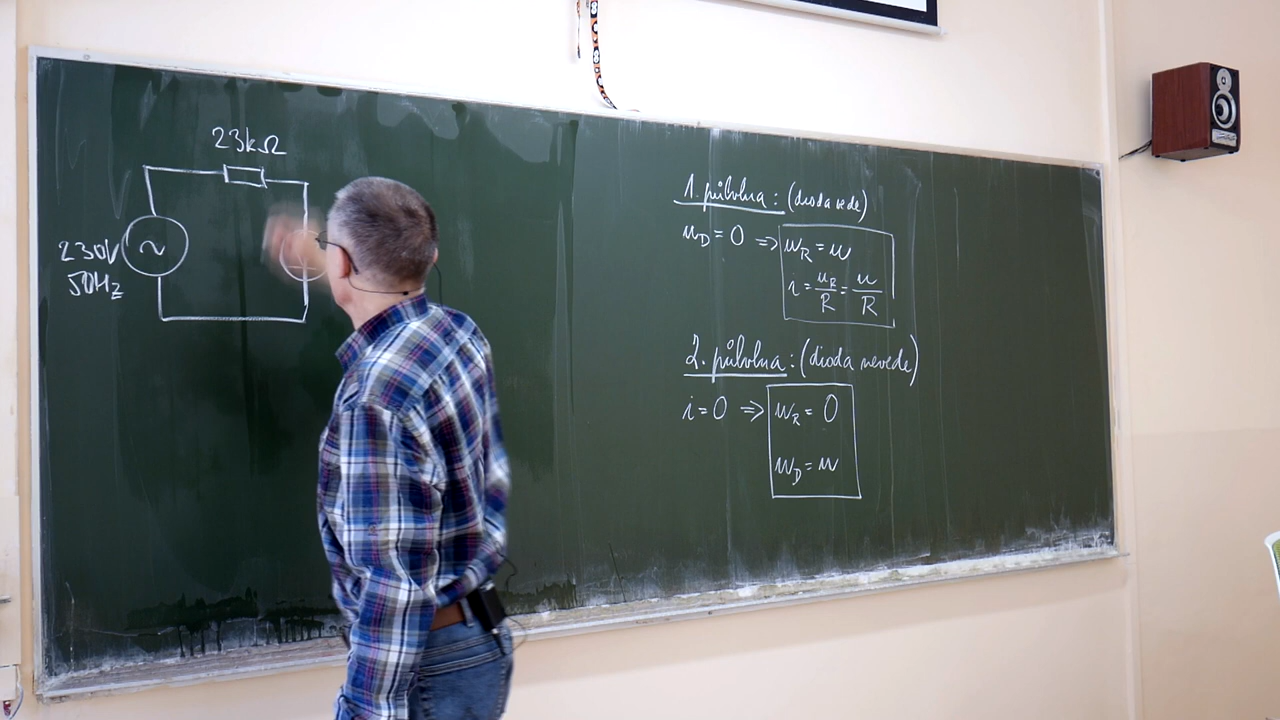 23kΩ
230V
50Hz
~
1. půlvlna: (dioda vede)
u_D = 0 => u_R = u
i = u_R/R = u/R
2. půlvlna: (dioda nevede)
i = 0 => u_R = 0
u_D = u